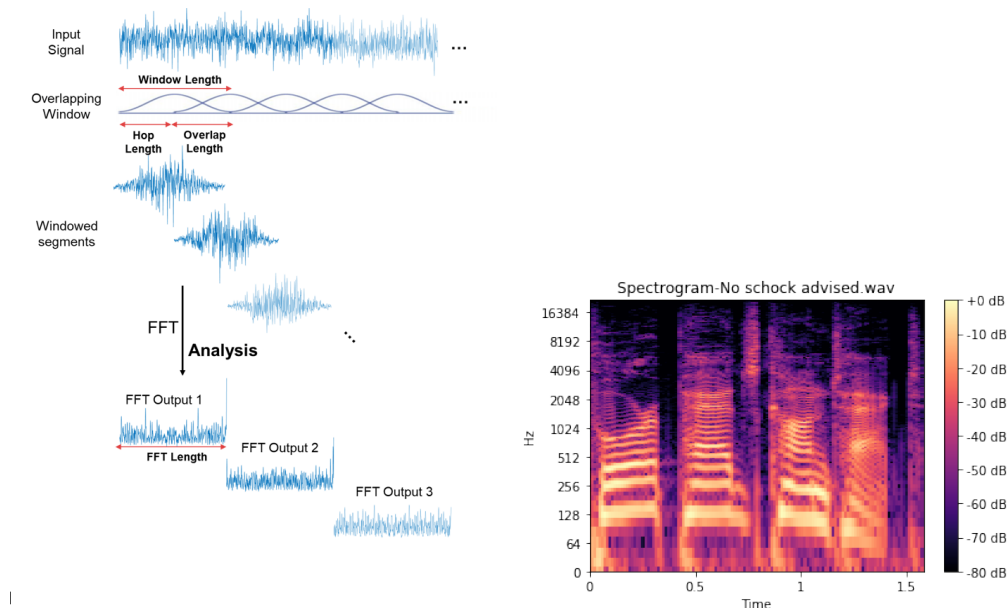 Input
Signal
...
Window Length
Overlapping
Window
...
Hop
Length
Overlap
Length
Windowed
segments
FFT
Analysis
FFT Output 1
FFT Length
FFT Output 2
FFT Output 3
Spectrogram-No schock advised.wav
16384
8192
4096
2048
1024
512
256
128
64
0
Hz
0
0.5
1
1.5
Time
+0 dB
-10 dB
-20 dB
-30 dB
-40 dB
-50 dB
-60 dB
-70 dB
-80 dB